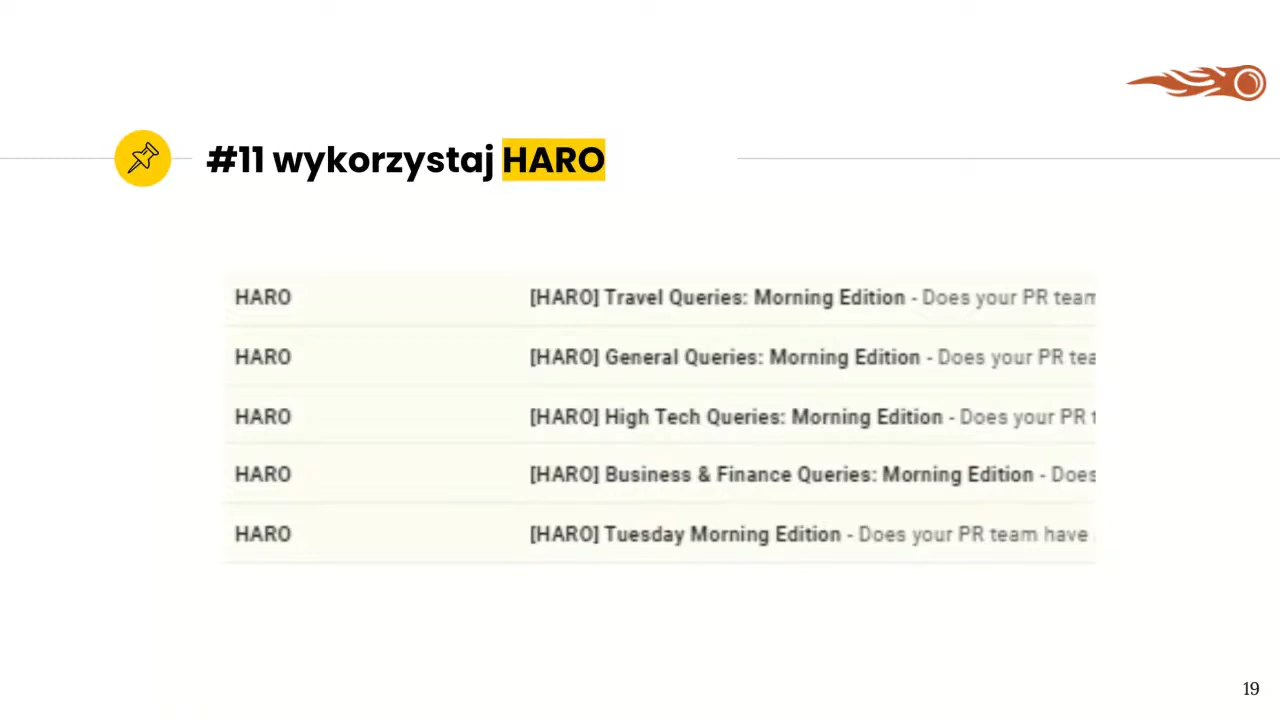 #11 wykorzystaj HARO
HARO [HARO] Travel Queries: Morning Edition - Does your PR team
HARO [HARO] General Queries: Morning Edition - Does your PR tea
HARO [HARO] High Tech Queries: Morning Edition - Does your PR t
HARO [HARO] Business & Finance Queries: Morning Edition - Does
HARO [HARO] Tuesday Morning Edition - Does your PR team have
19